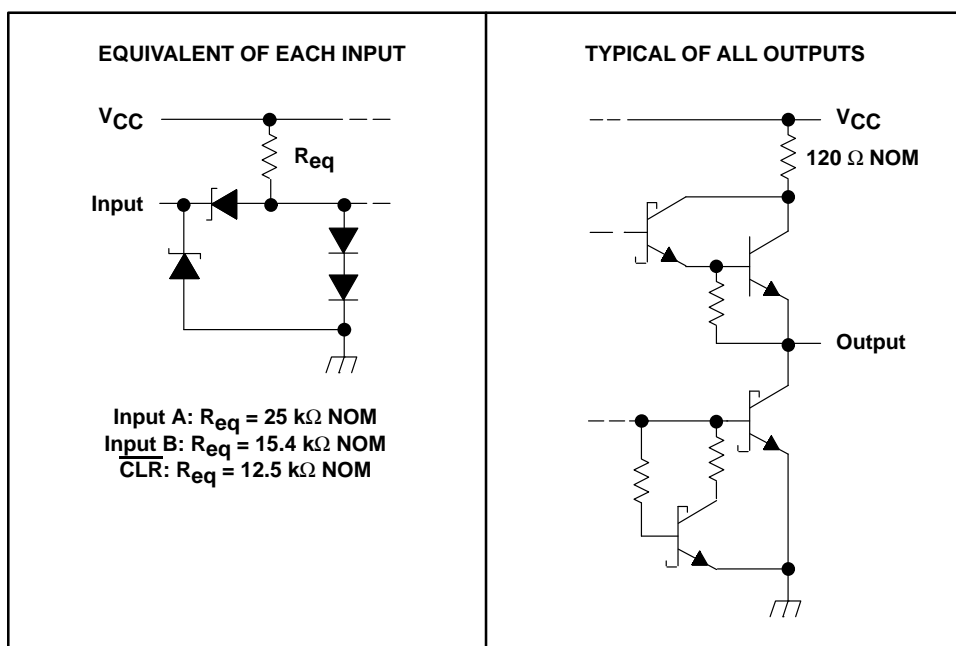 EQUIVALENT OF EACH INPUT
VCC
Req
Input
Input A: Req = 25 kΩ NOM
Input B: Req = 15.4 kΩ NOM
C̅L̅R̅: Req = 12.5 kΩ NOM
TYPICAL OF ALL OUTPUTS
VCC
120 Ω NOM
Output